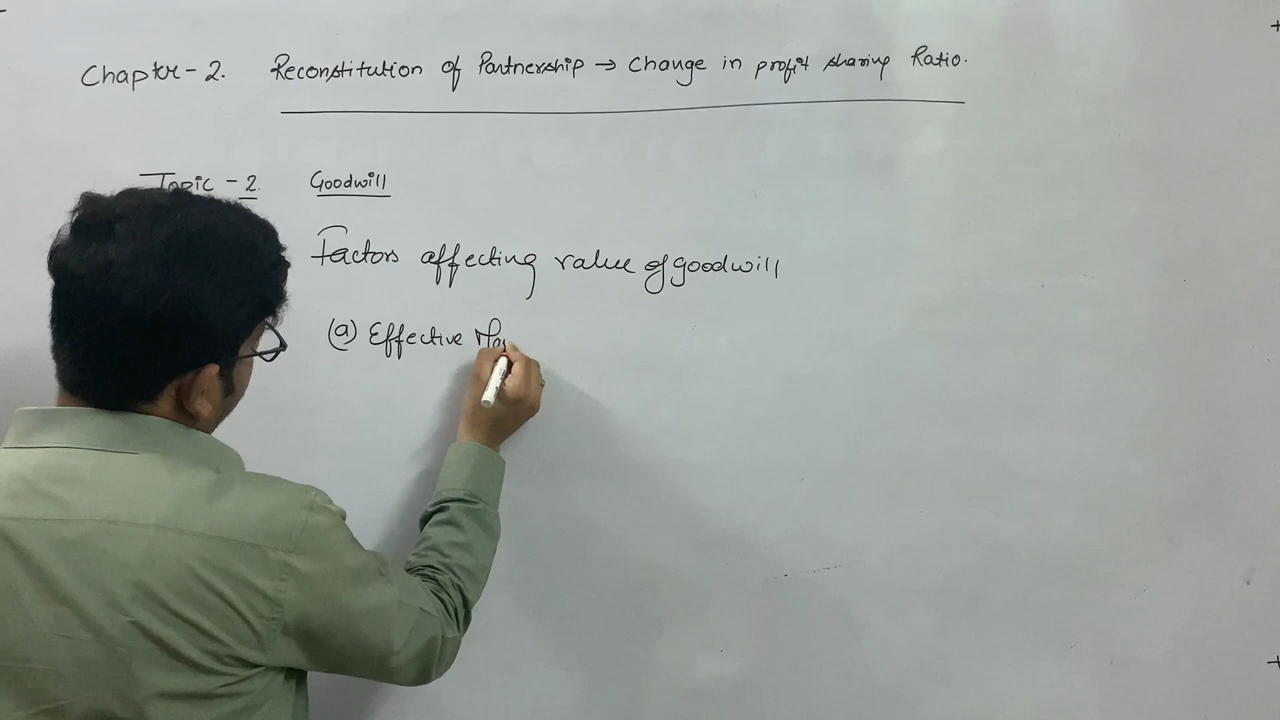 Chapter - 2. Reconstitution of Partnership → Change in profit sharing Ratio.
Topic - 2. Goodwill
Factors affecting value of goodwill
(a) Effective